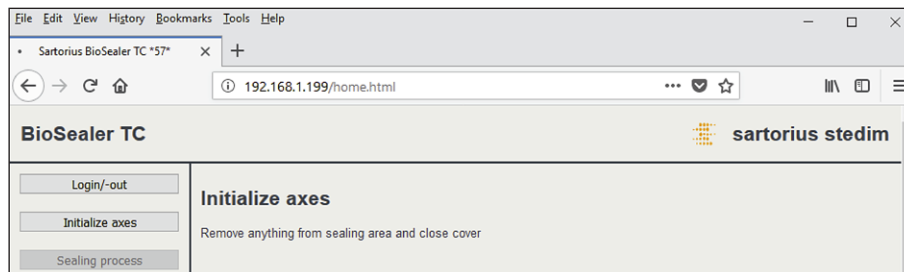 File Edit View History Bookmarks Tools Help
Sartorius BioSealer TC *57*
192.168.1.199/home.html
BioSealer TC
sartorius stedim
Login/-out
Initialize axes
Initialize axes
Remove anything from sealing area and close cover
Sealing process